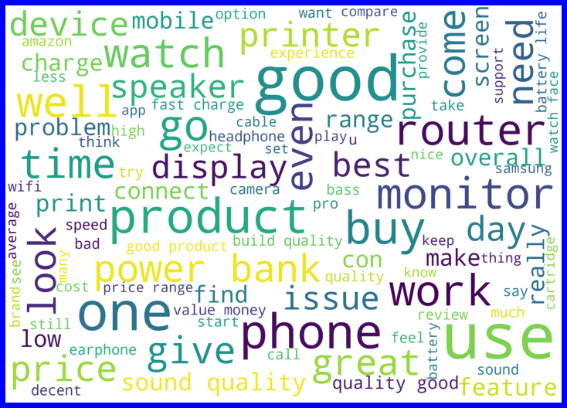 device
mobile
option
want
compare
amazon
charge
watch
printer
experience
purchase
provide
come
screen
support
need
battery life
less
well
speaker
good
app
fast charge
cable
take
problem
high
think
go
headphone
play
u
even
range
router
watch face
expect
set
nice
overall
samsung
time
try
display
best
wifi
connect
camera
bass
pro
monitor
print
average
speed
bad
product
buy
day
look
good product
build quality
keep
make
thing
really
many
power bank
quality
con
know
cartridge
brand
see
cost
price range
find
issue
work
say
still
one
value money
start
review
much
low
earphone
give
call
phone
feel
battery
use
sound
price
decent
sound quality
great
quality good
feature